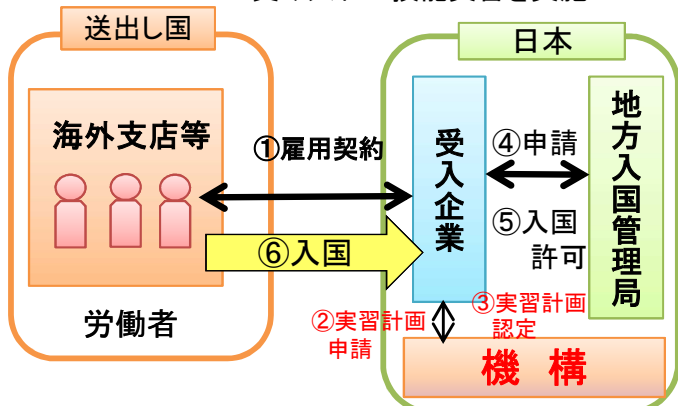 送出し国
日本
海外支店等
①雇用契約
受入企業
④申請
⑤入国
許可
地方入国管理局
⑥入国
労働者
②実習計画
申請
③実習計画
認定
機 構